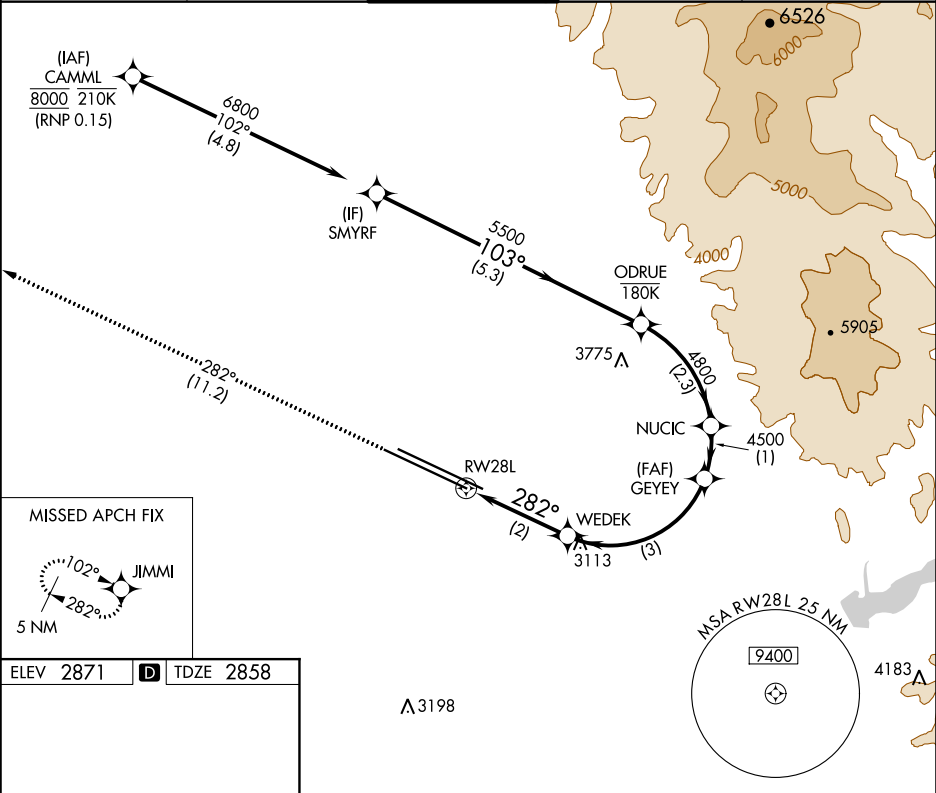 6526
6000
(IAF)
CAMML
8000 210K
(RNP 0.15)
6800
102°
(4.8)
5000
(IF)
SMYRF
5500
103°
(5.3)
4000
ODRUE
180K
5905
3775
4800
(2.3)
282°
(11.2)
NUCIC
4500
(1)
RW28L
(FAF)
GEYEY
282°
(2)
WEDEK
3113
(3)
MISSED APCH FIX
102°
JIMMI
282°
5 NM
MSA RW28L 25 NM
9400
4183
ELEV 2871 D TDZE 2858
3198